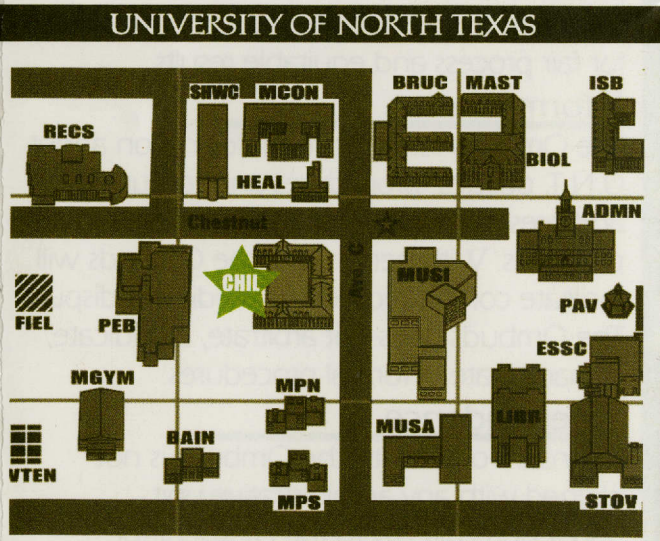 UNIVERSITY OF NORTH TEXAS
SHWC
MCON
BRUC
MAST
ISB
RECS
BIOL
HEAL
ADMN
Chestnut
Ave. C
CHIL
MUSI
FIEL
PEB
PAV
ESSC
MGYM
MPN
LIBR
BAIN
MUSA
VTEN
MPS
STOV